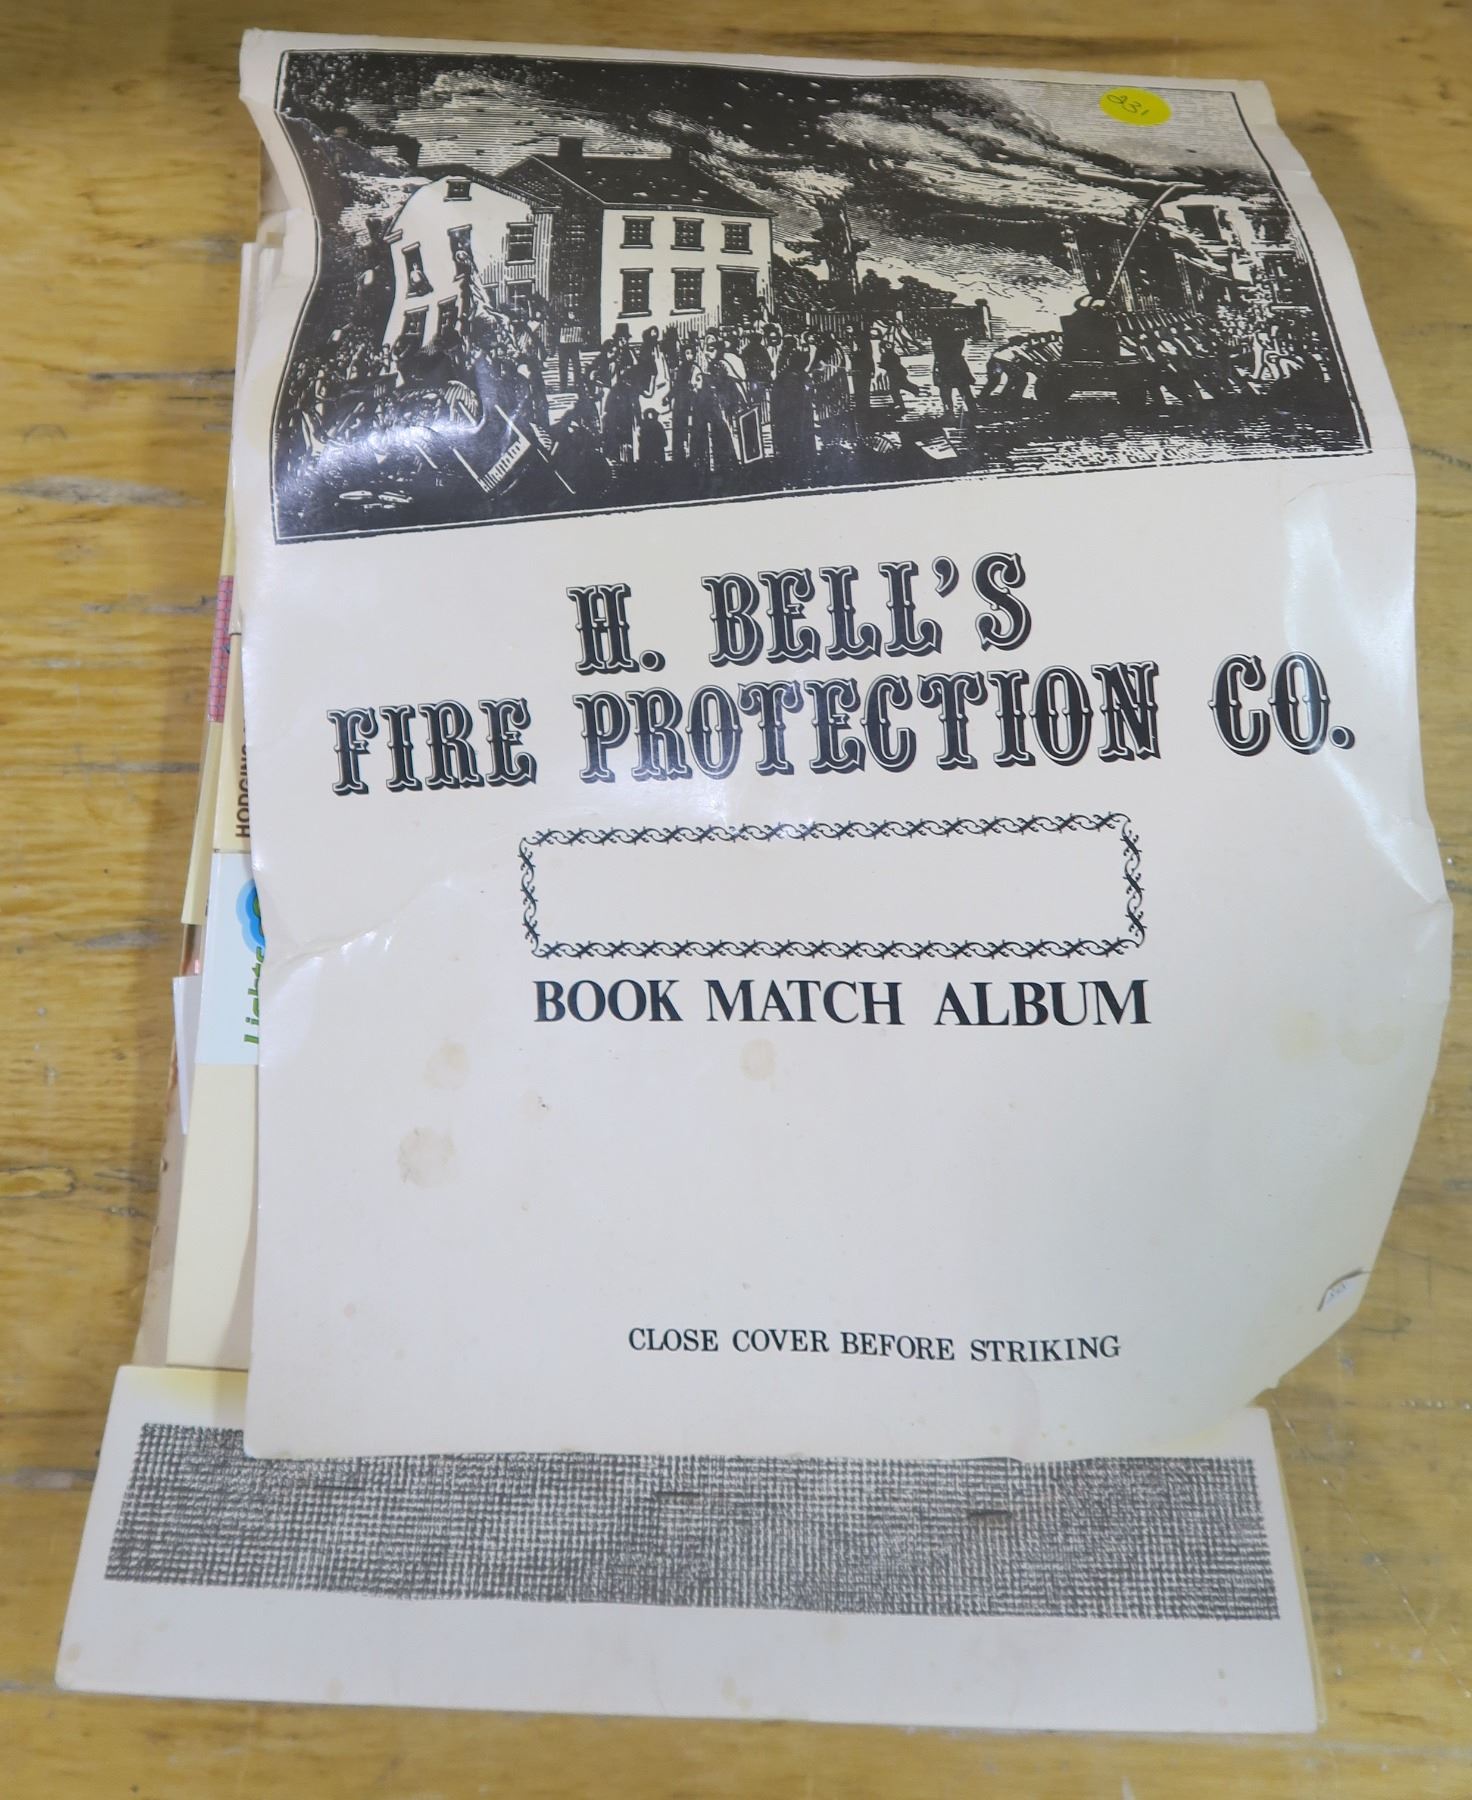 231
H. BELL'S
FIRE PROTECTION CO.
BOOK MATCH ALBUM
CLOSE COVER BEFORE STRIKING